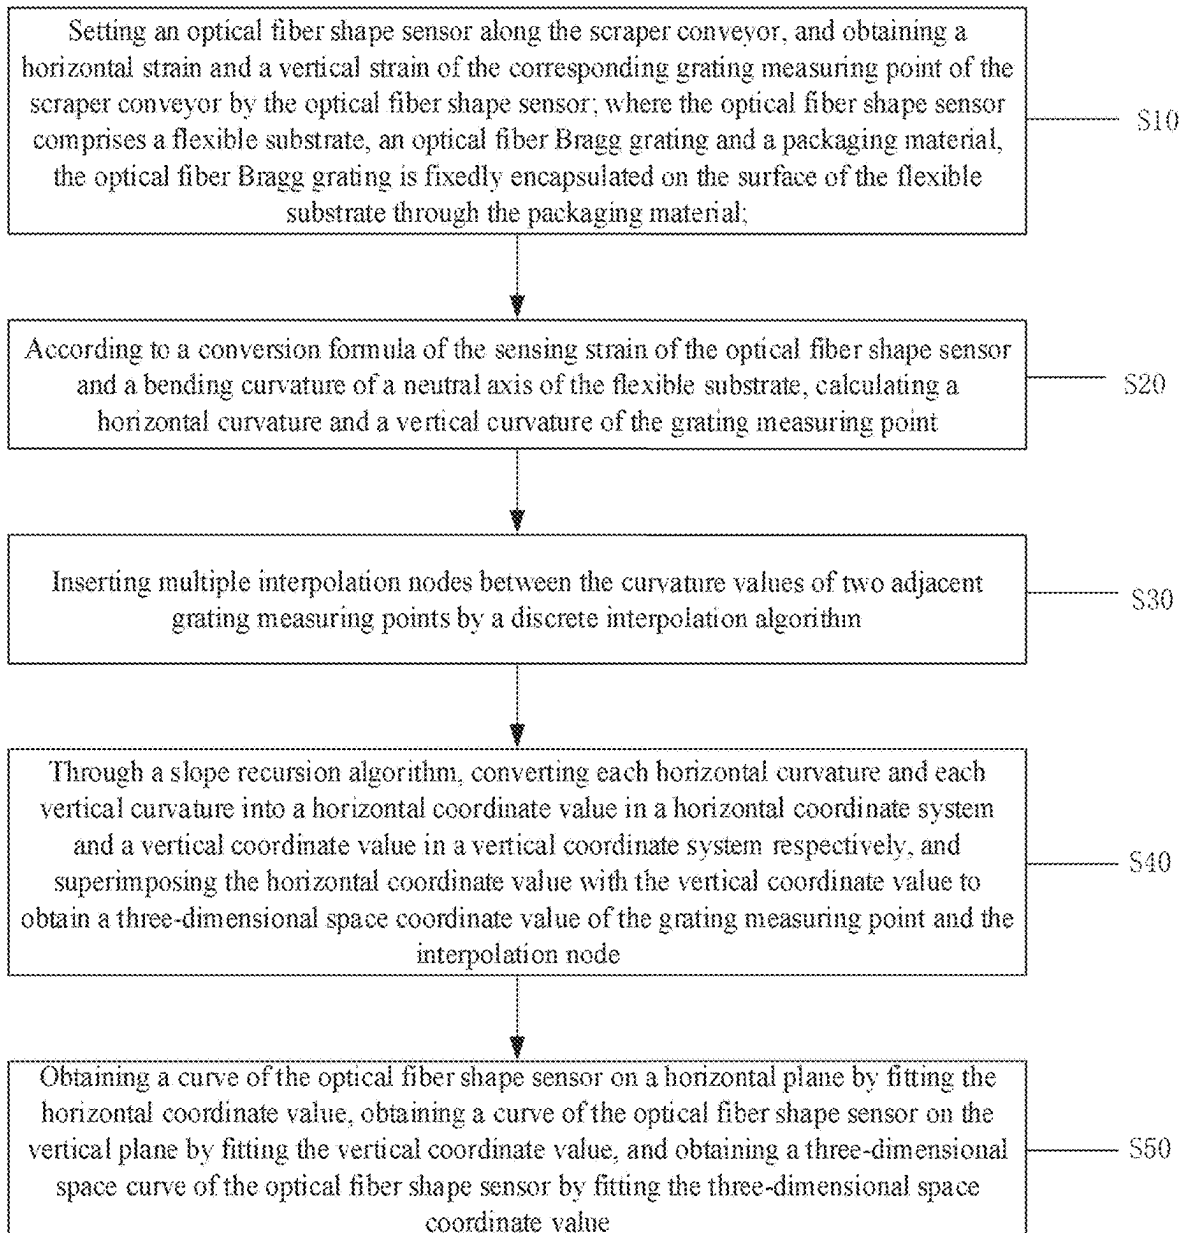 Setting an optical fiber shape sensor along the scraper conveyor, and obtaining a
horizontal strain and a vertical strain of the corresponding grating measuring point of the
scraper conveyor by the optical fiber shape sensor; where the optical fiber shape sensor
comprises a flexible substrate, an optical fiber Bragg grating and a packaging material,
the optical fiber Bragg grating is fixedly encapsulated on the surface of the flexible
substrate through the packaging material;
S10
According to a conversion formula of the sensing strain of the optical fiber shape sensor
and a bending curvature of a neutral axis of the flexible substrate, calculating a
horizontal curvature and a vertical curvature of the grating measuring point
S20
Inserting multiple interpolation nodes between the curvature values of two adjacent
grating measuring points by a discrete interpolation algorithm
S30
Through a slope recursion algorithm, converting each horizontal curvature and each
vertical curvature into a horizontal coordinate value in a horizontal coordinate system
and a vertical coordinate value in a vertical coordinate system respectively, and
superimposing the horizontal coordinate value with the vertical coordinate value to
obtain a three-dimensional space coordinate value of the grating measuring point and the
interpolation node
S40
Obtaining a curve of the optical fiber shape sensor on a horizontal plane by fitting the
horizontal coordinate value, obtaining a curve of the optical fiber shape sensor on the
vertical plane by fitting the vertical coordinate value, and obtaining a three-dimensional
space curve of the optical fiber shape sensor by fitting the three-dimensional space
coordinate value
S50